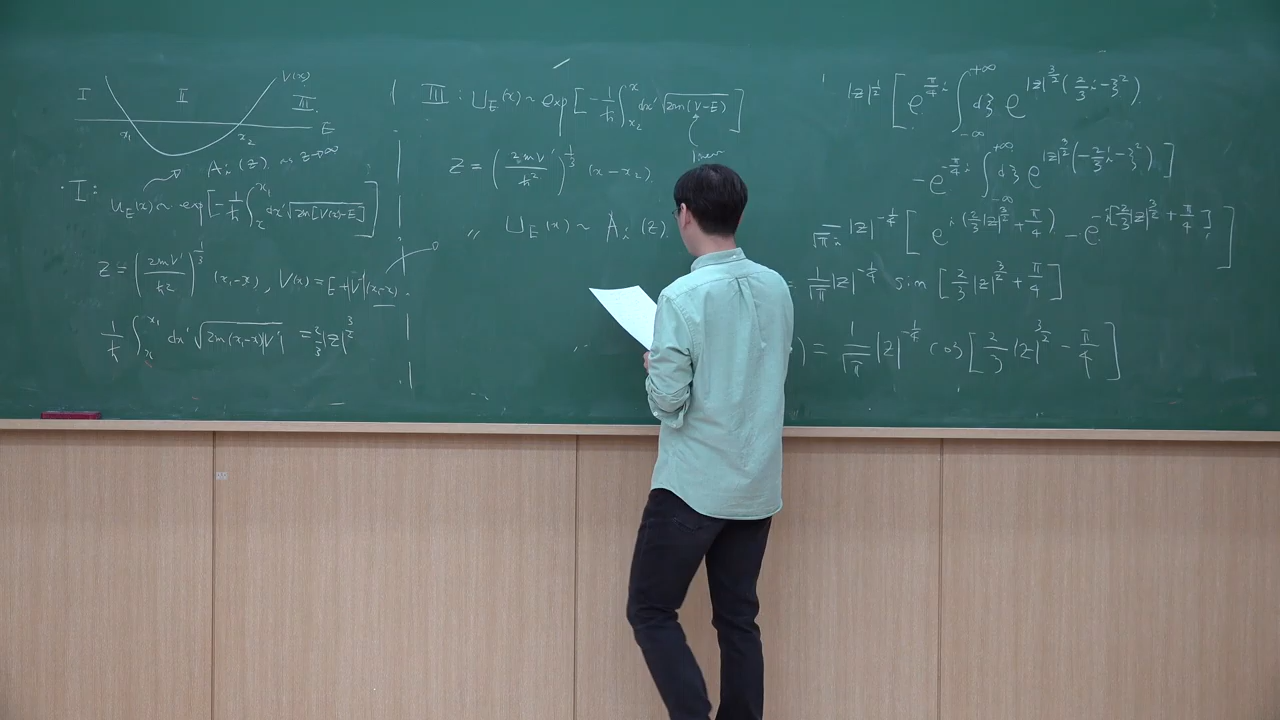 I II III V(x)
x₁ x₂ E
Ai(z) as z→∞
I: u_E(x) ~ exp[-1/ħ ∫_x^{x₁} dx' √(2m[V(x)-E])]
z = (2mV'/ħ²)^{1/3} (x₁-x), V(x) = E+|V'|(x₁-x).
1/ħ ∫_x^{x₁} dx' √(2m(x₁-x)|V'|) = 2/3|z|^{3/2}
III: u_E(x) ~ exp[-1/ħ ∫_{x₂}^x dx' √(2m(V-E))]
z = (2mV'/ħ²)^{1/3} (x-x₂)
〃 u_E(x) ~ Ai(z)
|z|^{1/2} [e^{π/4 i} ∫_{-∞}^{+∞} dξ e^{|z|^{3/2}(2/3 i-ξ²)}
-e^{-π/4 i} ∫_{-∞}^{+∞} dξ e^{|z|^{3/2}(-2/3 i-ξ²)}]
|z|^{-1/4} [e^{i(2/3|z|^{3/2}+π/4)} - e^{-i[2/3|z|^{3/2}+π/4]}]
1/√π |z|^{-1/4} sin[2/3|z|^{3/2}+π/4]
) = 1/√π |z|^{-1/4} cos[2/3|z|^{3/2}-π/4]